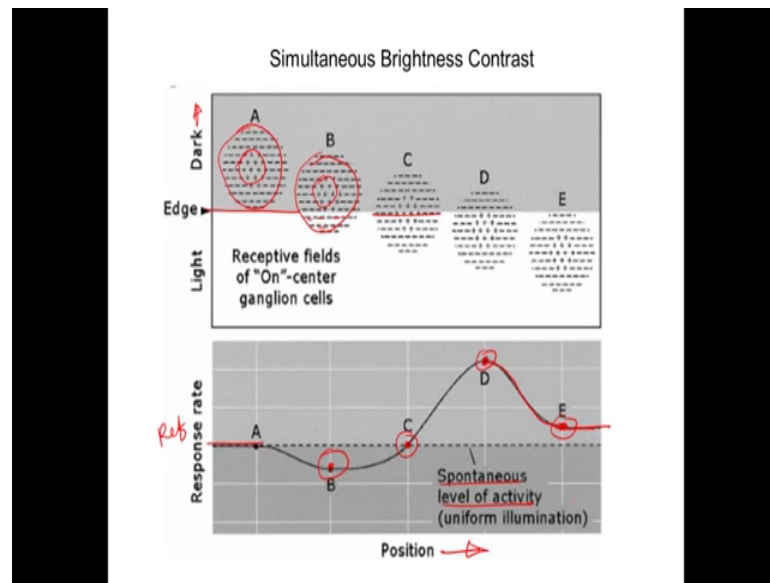 Simultaneous Brightness Contrast
A
B
C
D
E
Dark
Edge
Light
Receptive fields
of "On"-center
ganglion cells
Ref
Response rate
A
B
C
D
E
Spontaneous
level of activity
(uniform illumination)
Position